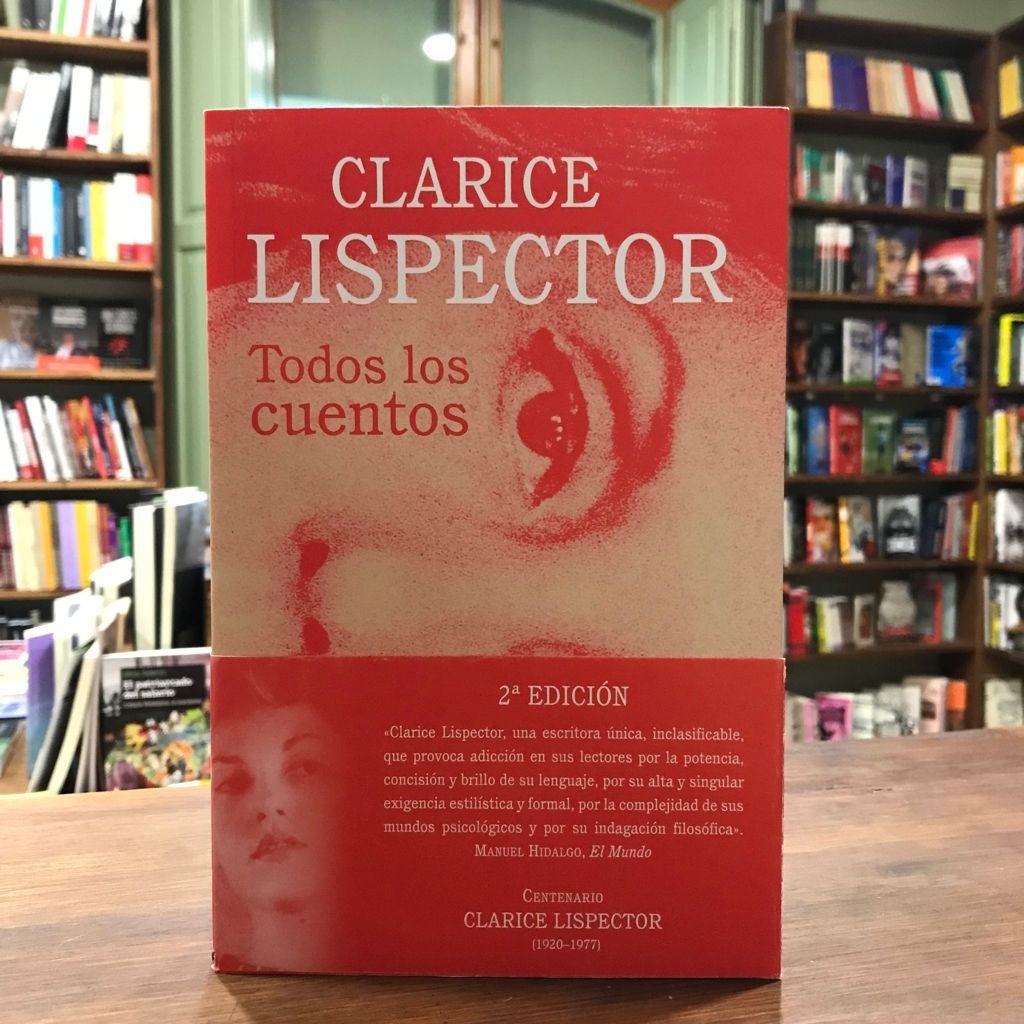 CLARICE
LISPECTOR
Todos los
cuentos
2ª EDICIÓN
«Clarice Lispector, una escritora única, inclasificable,
que provoca adicción en sus lectores por la potencia,
concisión y brillo de su lenguaje, por su alta y singular
exigencia estilística y formal, por la complejidad de sus
mundos psicológicos y por su indagación filosófica».
MANUEL HIDALGO, El Mundo
CENTENARIO
CLARICE LISPECTOR
(1920–1977)
El patriarcado
del salario